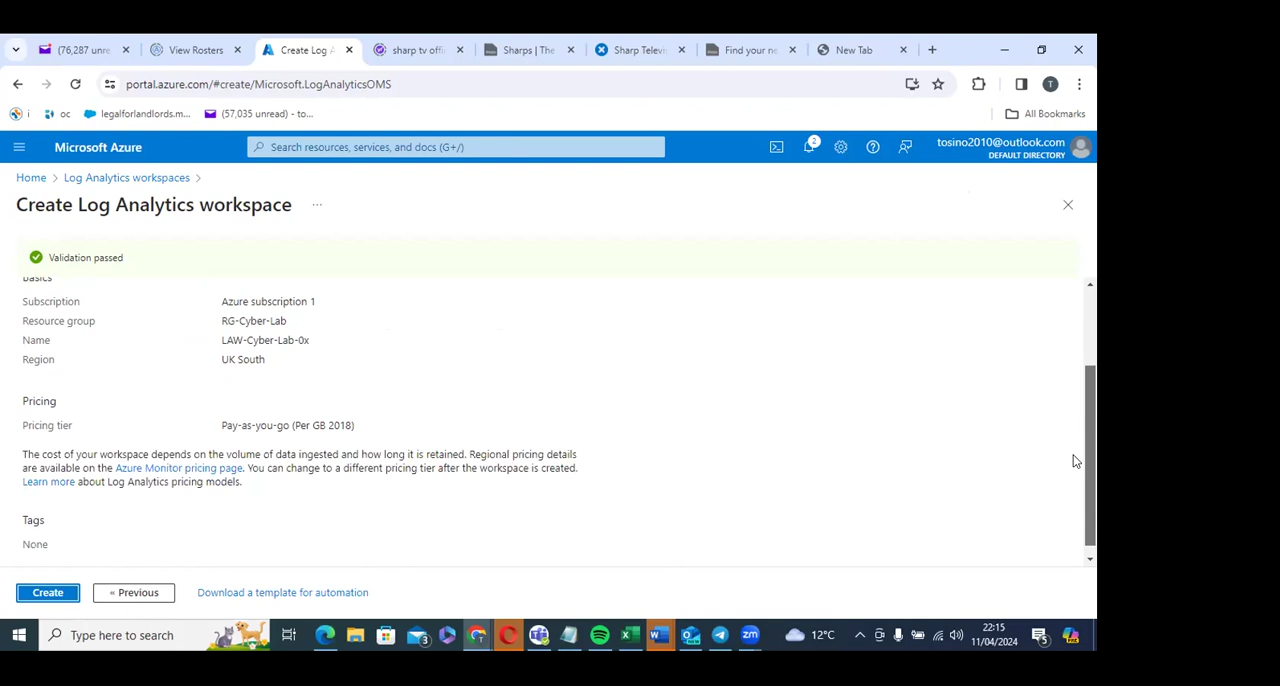 (76,287 unre
View Rosters
Create Log A
sharp tv offi
Sharps | The
Sharp Televi
Find your ne
New Tab
portal.azure.com/#create/Microsoft.LogAnalyticsOMS
T
i
oc
legalforlandlords.m...
(57,035 unread) - to...
All Bookmarks
Microsoft Azure
Search resources, services, and docs (G+/)
2
tosino2010@outlook.com
DEFAULT DIRECTORY
Home > Log Analytics workspaces >
Create Log Analytics workspace ...
Validation passed
Basics
Subscription Azure subscription 1
Resource group RG-Cyber-Lab
Name LAW-Cyber-Lab-0x
Region UK South
Pricing
Pricing tier Pay-as-you-go (Per GB 2018)
The cost of your workspace depends on the volume of data ingested and how long it is retained. Regional pricing details
are available on the Azure Monitor pricing page. You can change to a different pricing tier after the workspace is created.
Learn more about Log Analytics pricing models.
Tags
None
Create
« Previous
Download a template for automation
Type here to search
3
12°C
22:15
11/04/2024
5